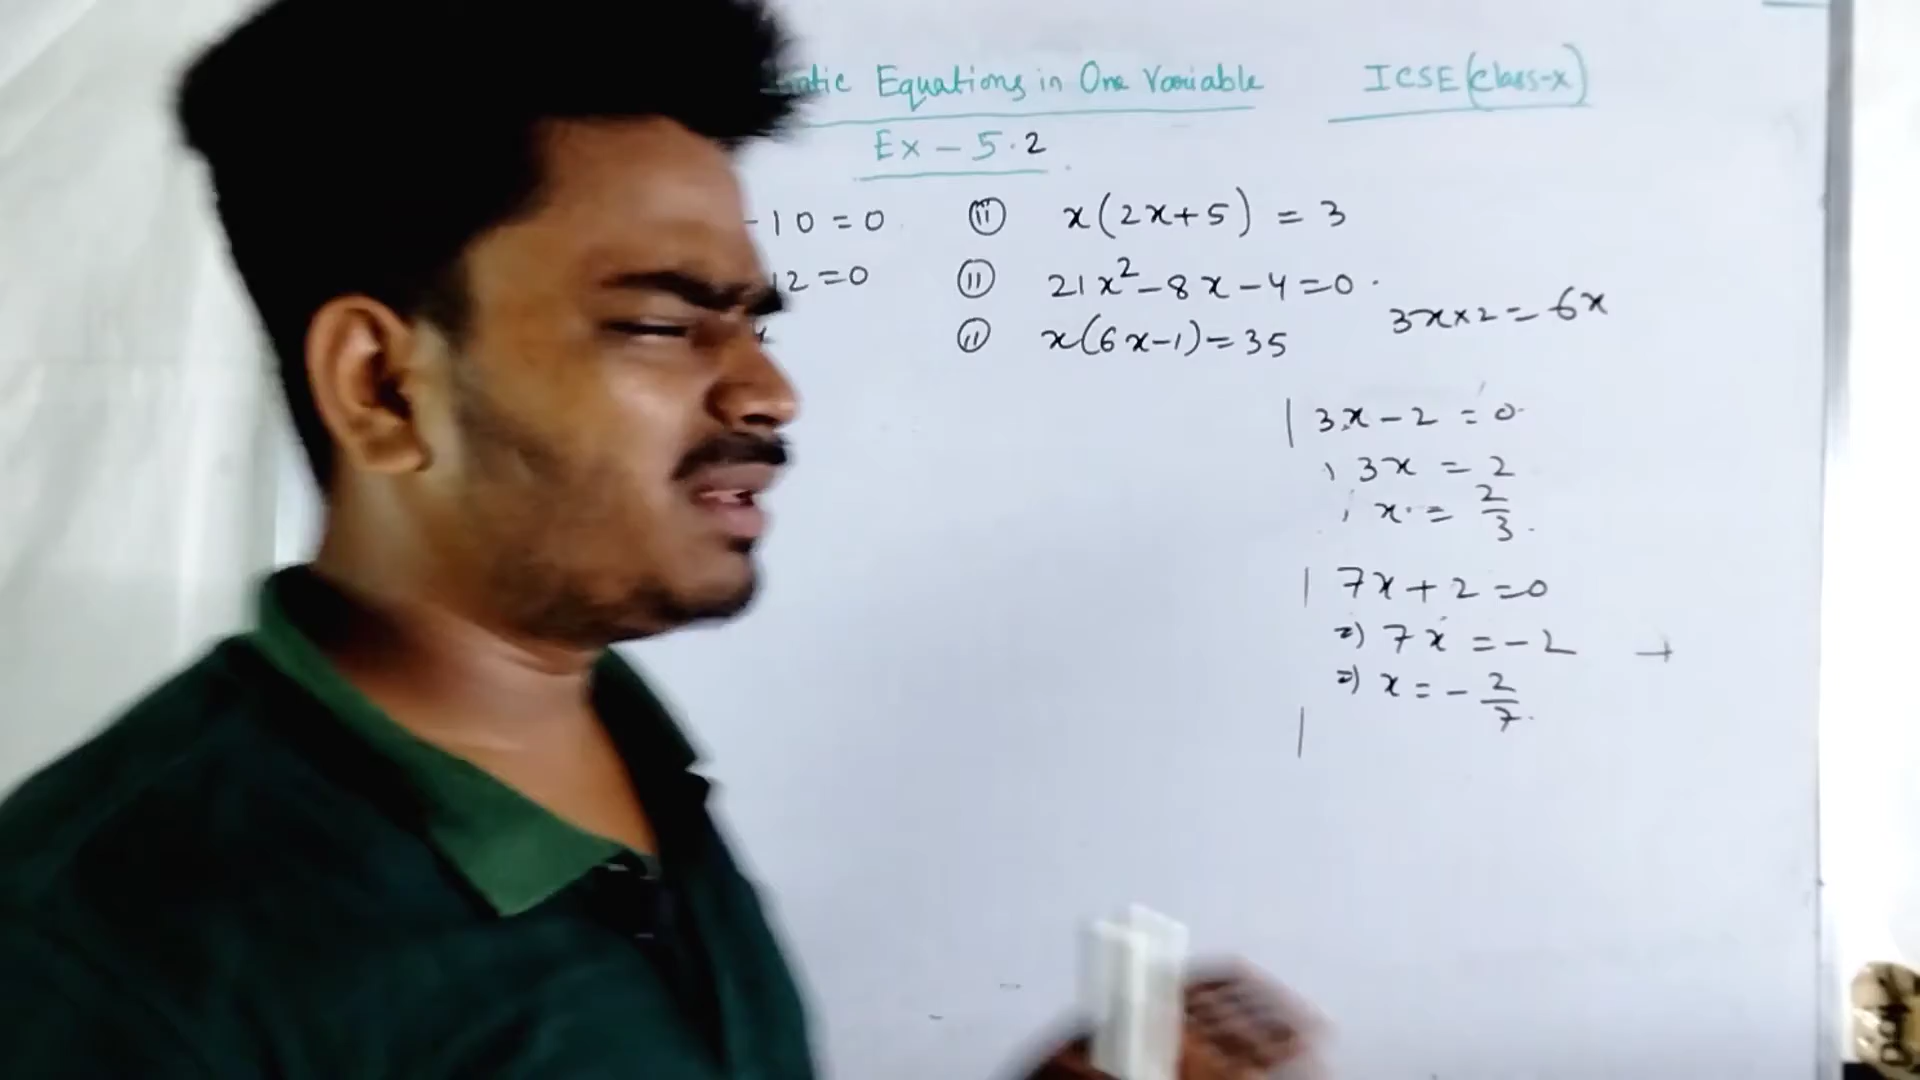 Equations in One Variable ICSE (Class-X)
Ex - 5.2
- 10 = 0 (ii) x(2x+5) = 3
12 = 0 (ii) 21x² - 8x - 4 = 0.
(ii) x(6x-1) = 35
3x × 2 = 6x
3x - 2 = 0
3x = 2
x = 2/3.
7x + 2 = 0
=) 7x = -2
=) x = - 2/7.